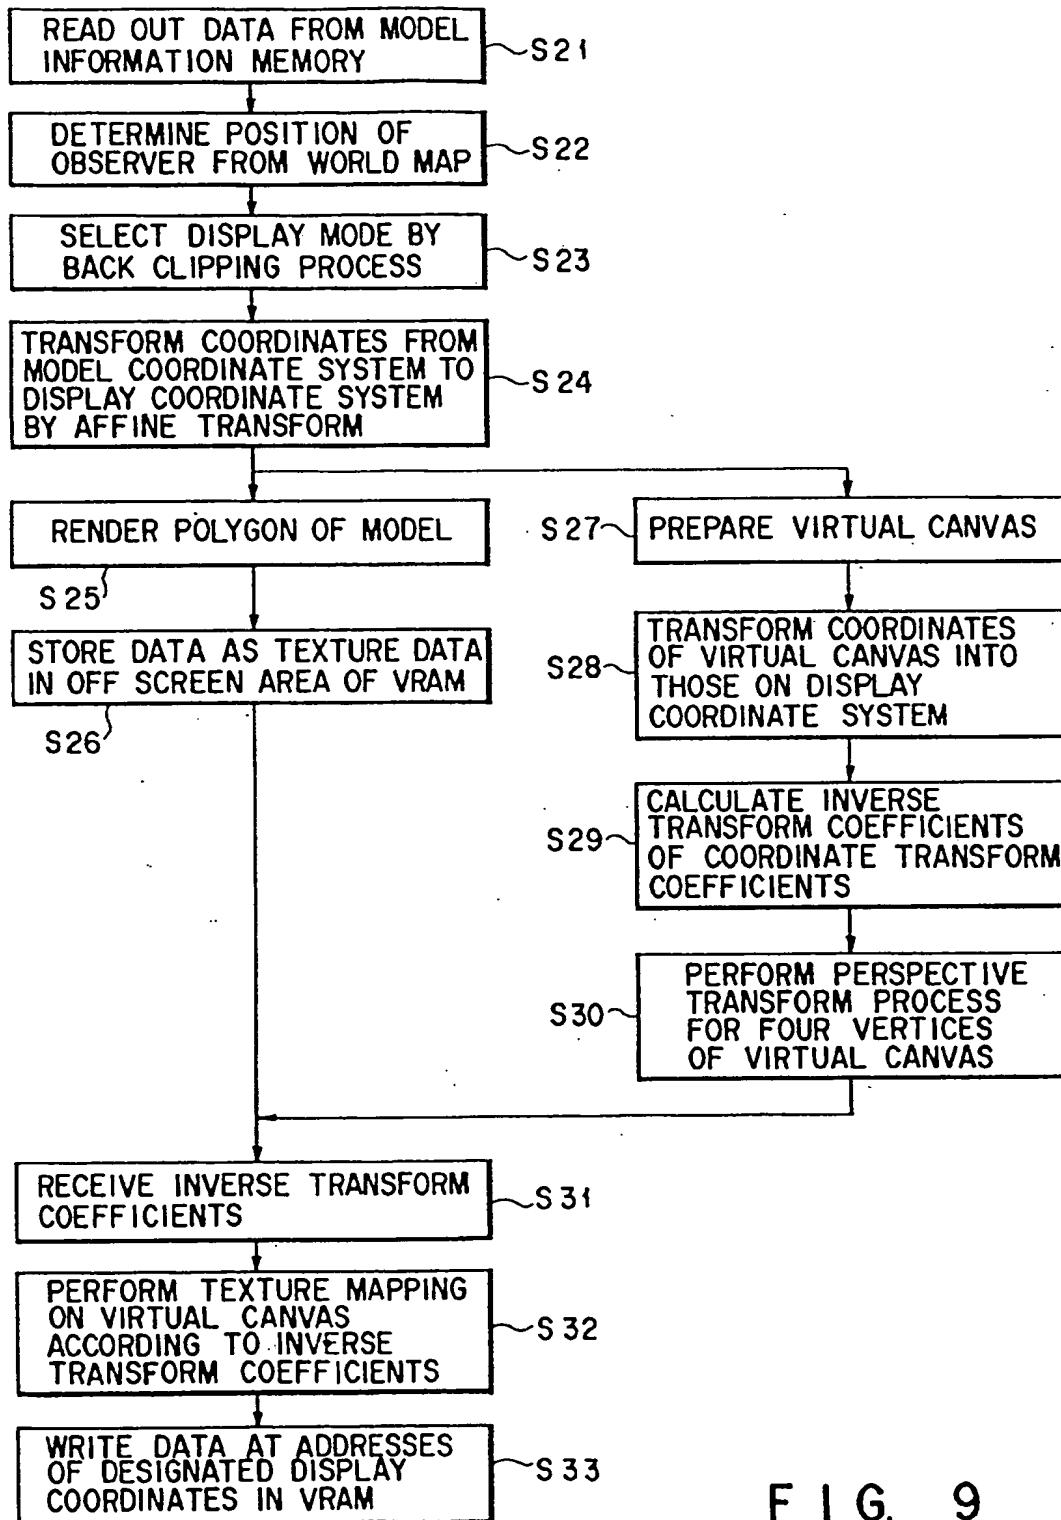 READ OUT DATA FROM MODEL
INFORMATION MEMORY
S21
DETERMINE POSITION OF
OBSERVER FROM WORLD MAP
S22
SELECT DISPLAY MODE BY
BACK CLIPPING PROCESS
S23
TRANSFORM COORDINATES FROM
MODEL COORDINATE SYSTEM TO
DISPLAY COORDINATE SYSTEM
BY AFFINE TRANSFORM
S24
RENDER POLYGON OF MODEL
S25
STORE DATA AS TEXTURE DATA
IN OFF SCREEN AREA OF VRAM
S26
S27
PREPARE VIRTUAL CANVAS
S28
TRANSFORM COORDINATES
OF VIRTUAL CANVAS INTO
THOSE ON DISPLAY
COORDINATE SYSTEM
S29
CALCULATE INVERSE
TRANSFORM COEFFICIENTS
OF COORDINATE TRANSFORM
COEFFICIENTS
S30
PERFORM PERSPECTIVE
TRANSFORM PROCESS
FOR FOUR VERTICES
OF VIRTUAL CANVAS
RECEIVE INVERSE TRANSFORM
COEFFICIENTS
S31
PERFORM TEXTURE MAPPING
ON VIRTUAL CANVAS
ACCORDING TO INVERSE
TRANSFORM COEFFICIENTS
S32
WRITE DATA AT ADDRESSES
OF DESIGNATED DISPLAY
COORDINATES IN VRAM
S33
FIG. 9